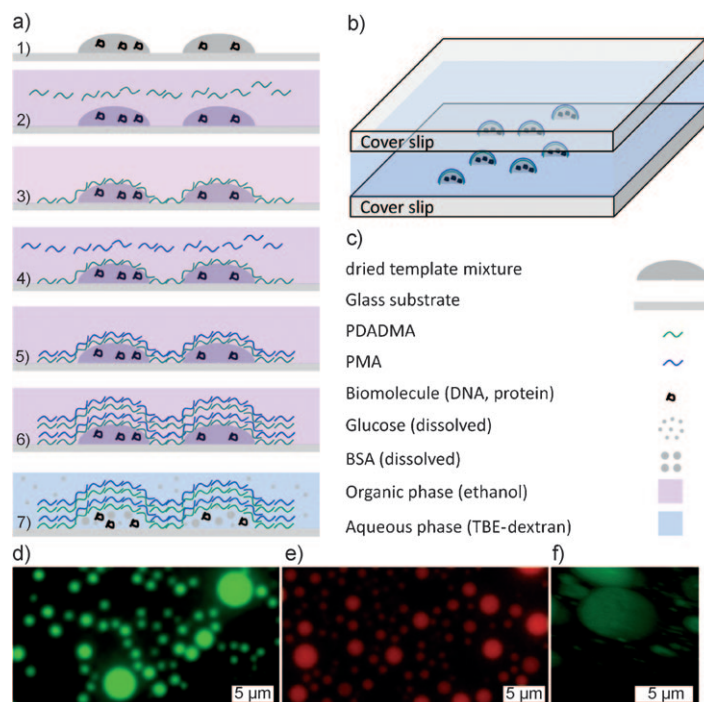 a)
1)
2)
3)
4)
5)
6)
7)
b)
Cover slip
Cover slip
c)
dried template mixture
Glass substrate
PDADMA
PMA
Biomolecule (DNA, protein)
Glucose (dissolved)
BSA (dissolved)
Organic phase (ethanol)
Aqueous phase (TBE-dextran)
d)
5 µm
e)
5 µm
f)
5 µm